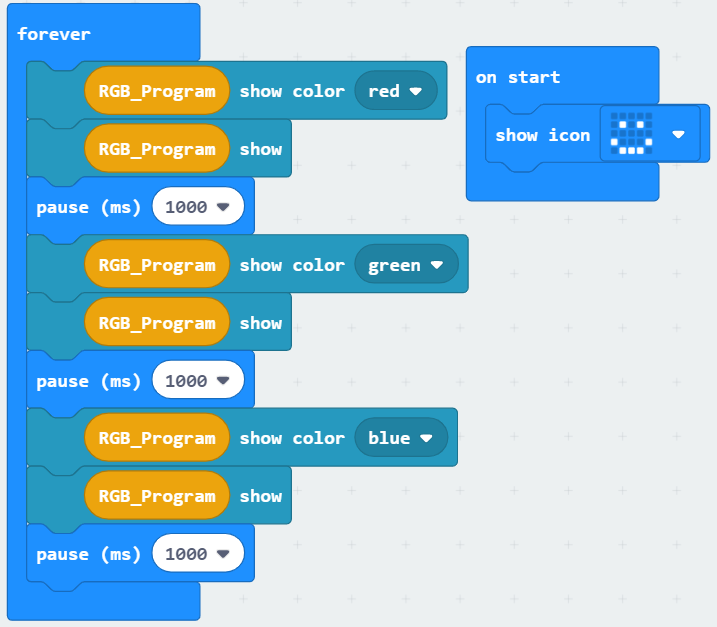 forever
RGB_Program show color red
RGB_Program show
pause (ms) 1000
RGB_Program show color green
RGB_Program show
pause (ms) 1000
RGB_Program show color blue
RGB_Program show
pause (ms) 1000
on start
show icon